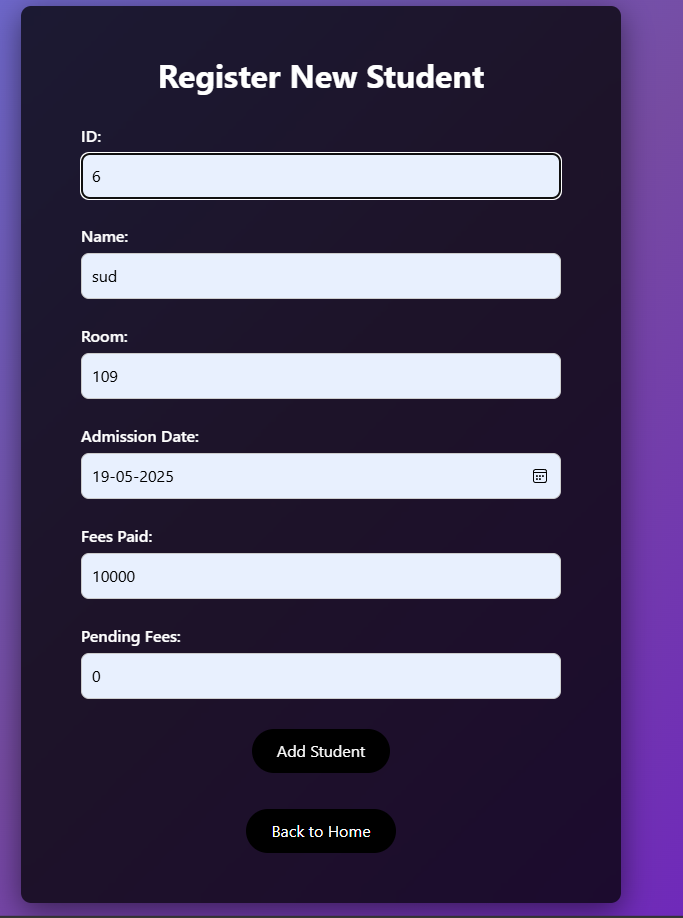 Register New Student
ID:
6
Name:
sud
Room:
109
Admission Date:
19-05-2025
Fees Paid:
10000
Pending Fees:
0
Add Student
Back to Home